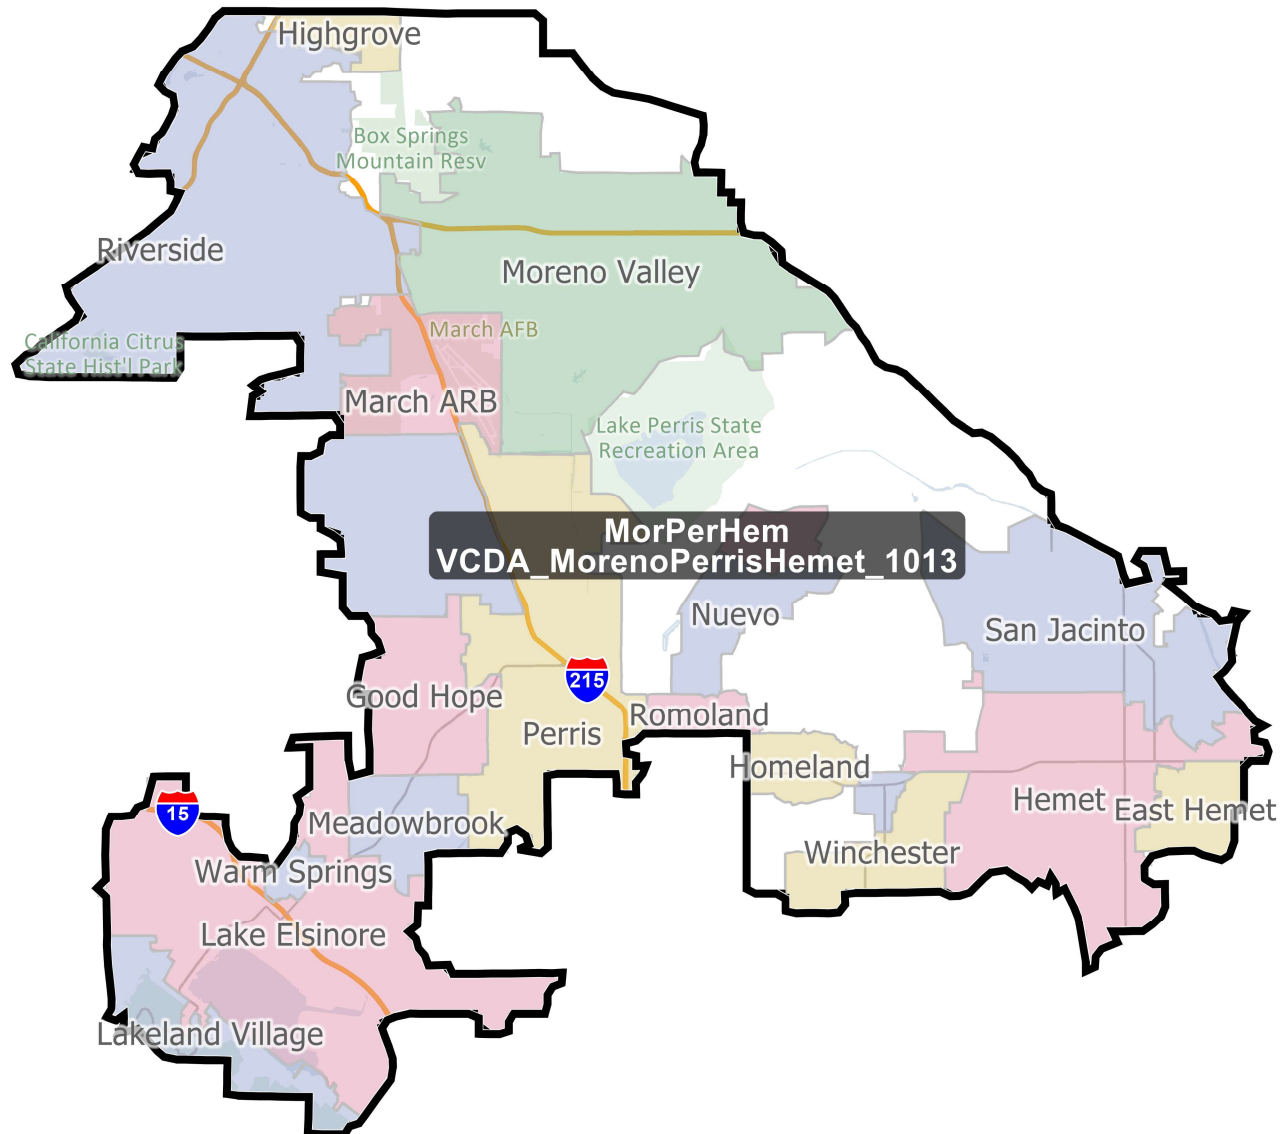 Highgrove
Box Springs
Mountain Resv
Riverside
Moreno Valley
March AFB
California Citrus
State Hist'l Park
March ARB
Lake Perris State
Recreation Area
MorPerHem
VCDA_MorenoPerrisHemet_1013
Nuevo
San Jacinto
215
Good Hope
Romoland
Perris
Homeland
Hemet
East Hemet
15
Meadowbrook
Winchester
Warm Springs
Lake Elsinore
Lakeland Village